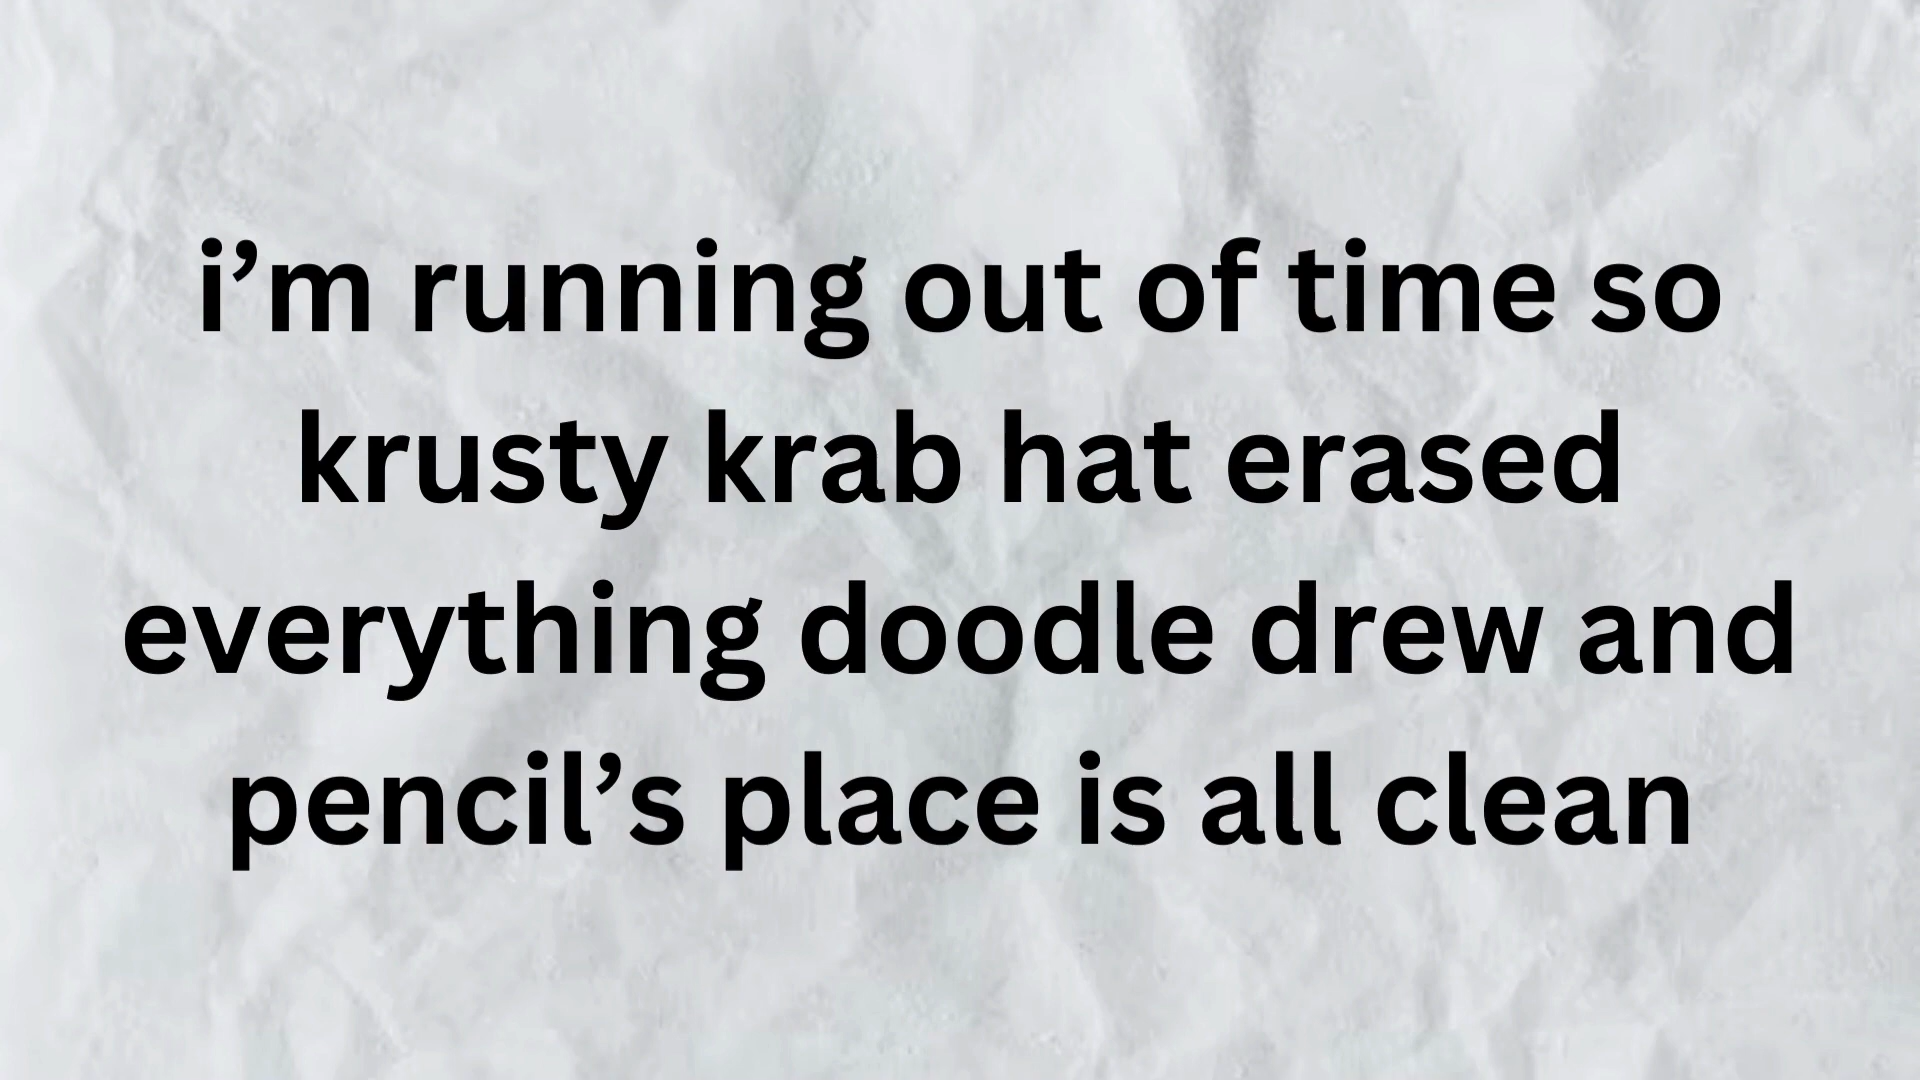 i’m running out of time so
krusty krab hat erased
everything doodle drew and
pencil’s place is all clean